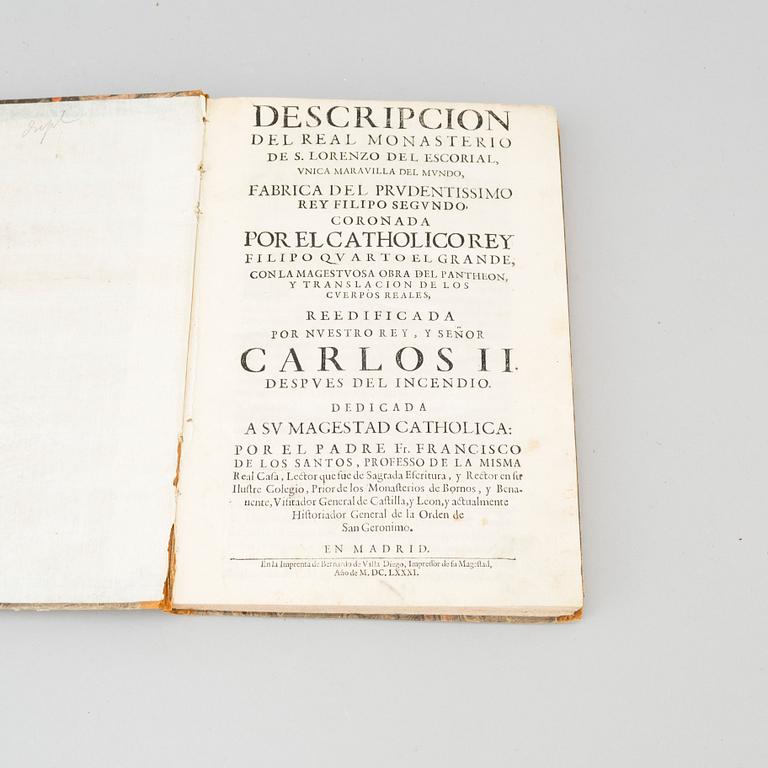 dupl
DESCRIPCION
DEL REAL MONASTERIO
DE S. LORENZO DEL ESCORIAL,
VNICA MARAVILLA DEL MVNDO,
FABRICA DEL PRVDENTISSIMO
REY FILIPO SEGVNDO.
CORONADA
POR EL CATHOLICO REY
FILIPO QVARTO EL GRANDE,
CON LA MAGESTVOSA OBRA DEL PANTHEON,
Y TRANSLACION DE LOS
CVERPOS REALES,
REEDIFICADA
POR NVESTRO REY, Y SEÑOR
CARLOS II.
DESPVES DEL INCENDIO.
DEDICADA
A SV MAGESTAD CATHOLICA:
POR EL PADRE Fr. FRANCISCO
DE LOS SANTOS, PROFESSO DE LA MISMA
Real Casa, Lector que fue de Sagrada Escritura, y Rector en su
Ilustre Colegio, Prior de los Monasterios de Bornos, y Bena-
uente, Visitador General de Castilla, y Leon, y actualmente
Historiador General de la Orden de
San Geronimo.
EN MADRID.
En la Imprenta de Bernardo de Villa Diego, Impressor de su Magestad,
Año de M. DC. LXXXI.